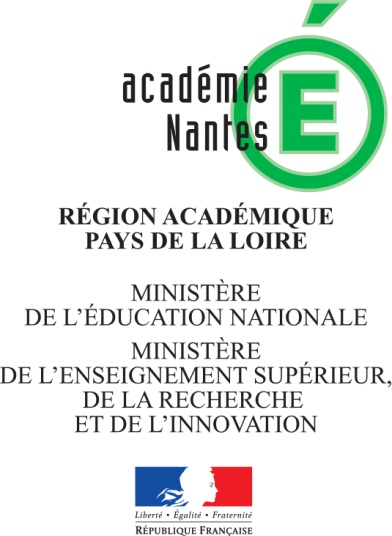 académie
Nantes
É
RÉGION ACADÉMIQUE
PAYS DE LA LOIRE
MINISTÈRE
DE L’ÉDUCATION NATIONALE
MINISTÈRE
DE L’ENSEIGNEMENT SUPÉRIEUR,
DE LA RECHERCHE
ET DE L’INNOVATION
Liberté • Égalité • Fraternité
RÉPUBLIQUE FRANÇAISE